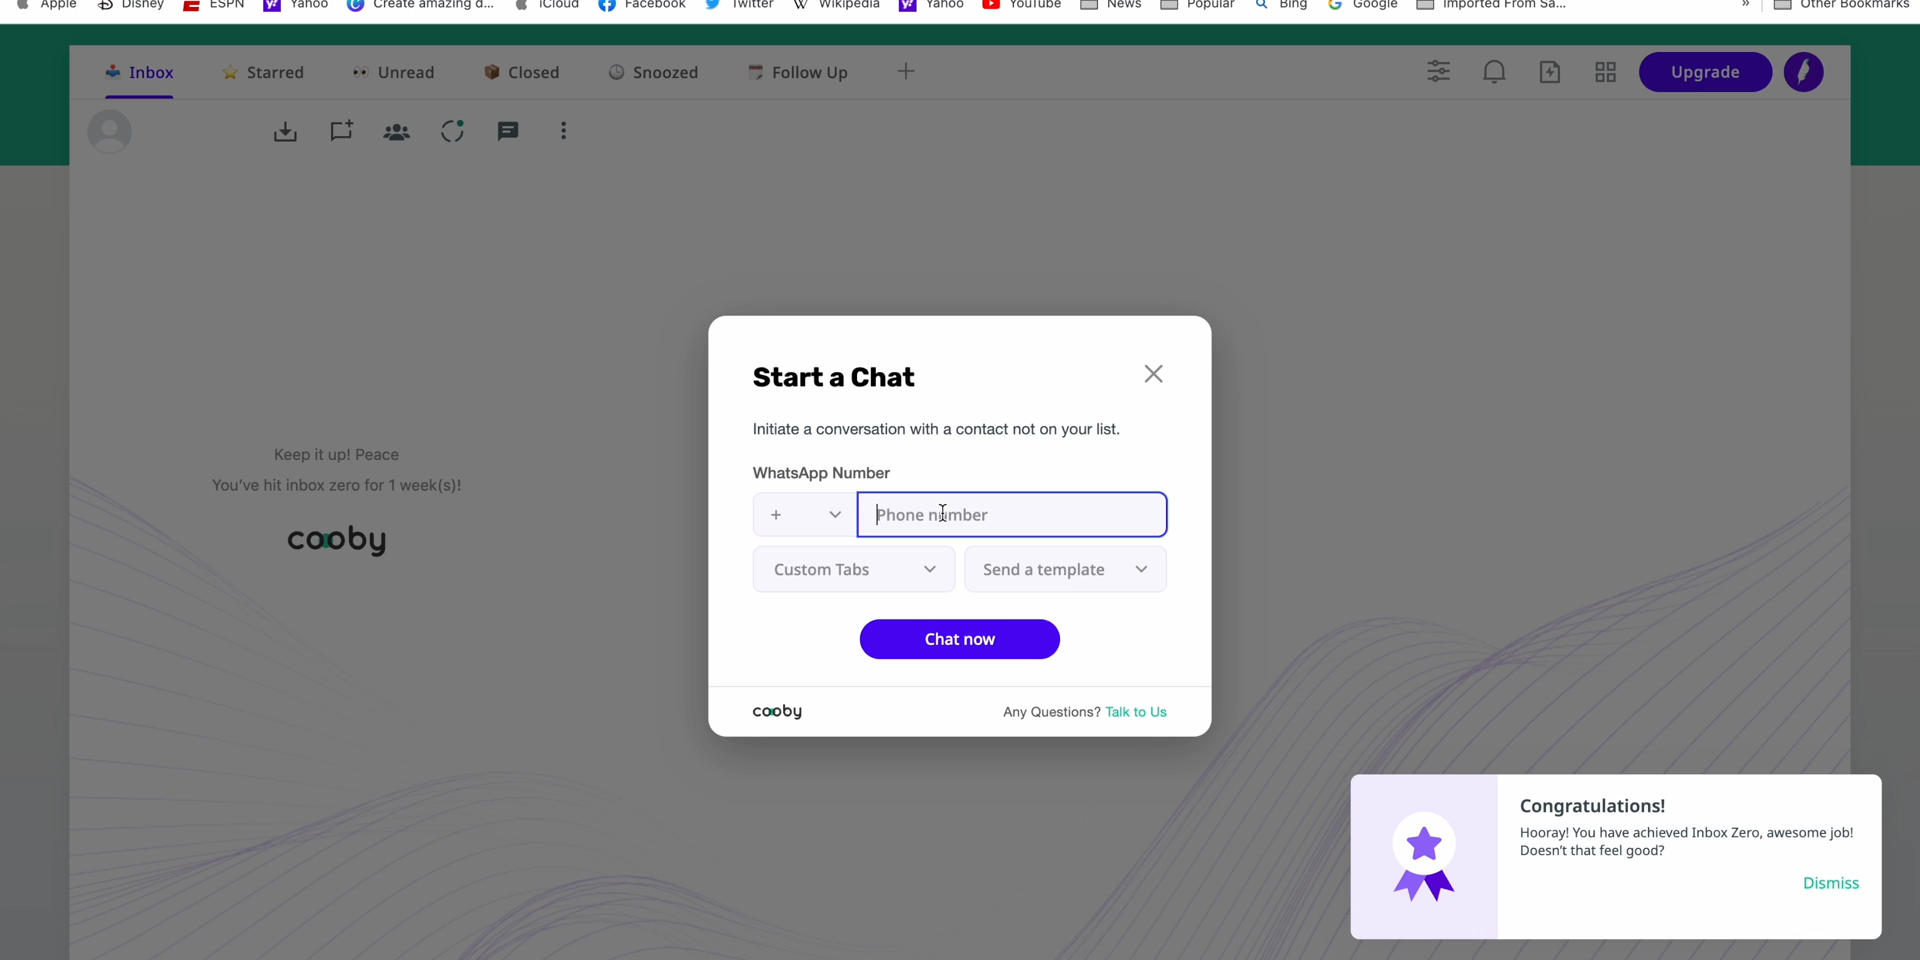 Apple Disney ESPN Yahoo Create amazing d... iCloud Facebook Twitter Wikipedia Yahoo YouTube News Popular Bing Google Imported From Sa... » Other Bookmarks
Inbox Starred Unread Closed Snoozed Follow Up Upgrade
Start a Chat
Initiate a conversation with a contact not on your list.
WhatsApp Number
+ Phone number
Custom Tabs Send a template
Chat now
cooby Any Questions? Talk to Us
Keep it up! Peace
You've hit inbox zero for 1 week(s)!
cooby
Congratulations!
Hooray! You have achieved Inbox Zero, awesome job!
Doesn't that feel good?
Dismiss